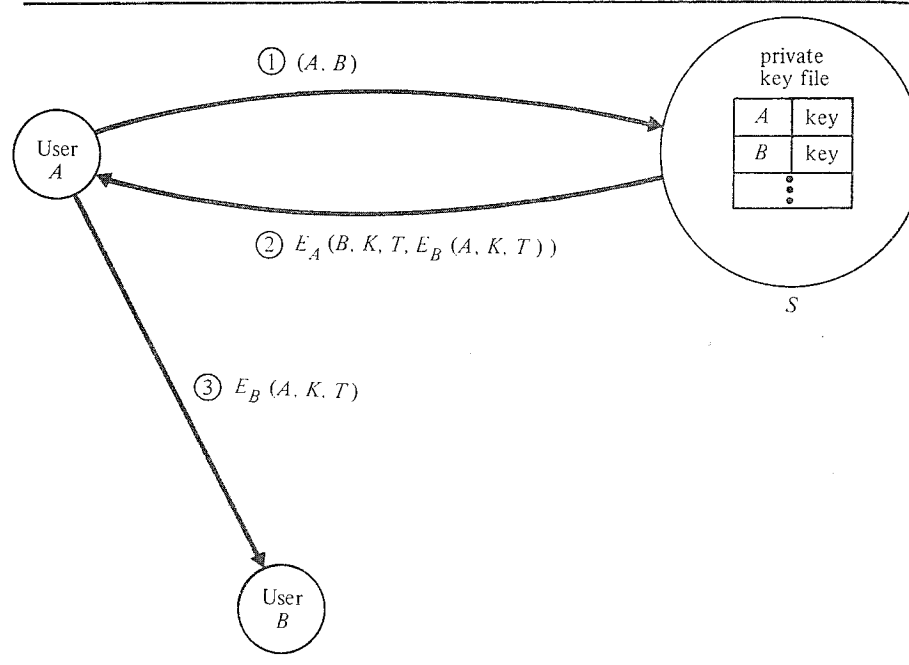 ① (A, B)
private
key file
A key
B key
User
A
② E_A (B, K, T, E_B (A, K, T))
S
③ E_B (A, K, T)
User
B